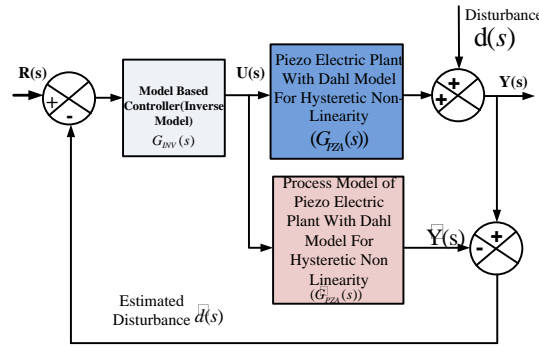 Disturbance
d(s)
R(s)
+
-
Model Based
Controller(Inverse
Model)
G_INV(s)
U(s)
Piezo Electric Plant
With Dahl Model
For Hysteretic Non-
Linearity
(G_PZA(s))
+
+
Y(s)
Process Model of
Piezo Electric
Plant With Dahl
Model For
Hysteretic Non
Linearity
(G_PZA(s))
Y(s)
-
+
Estimated
Disturbance d(s)